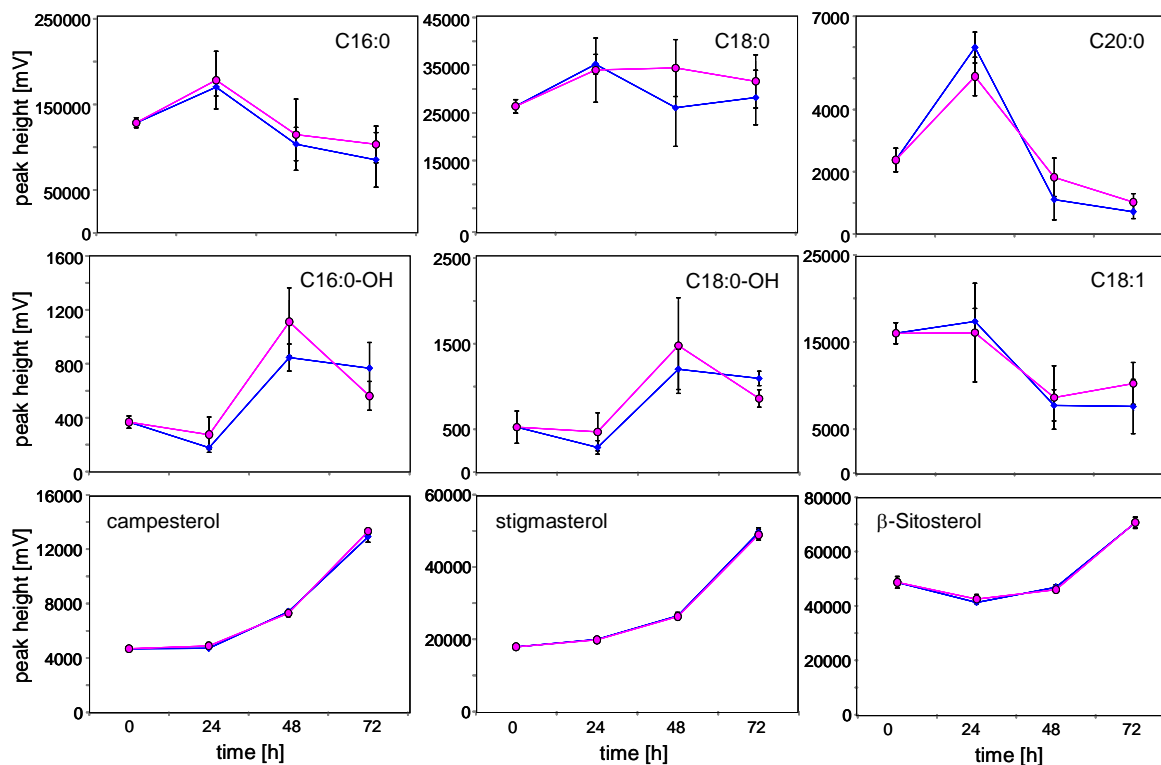 peak height [mV]
250000
150000
50000
0
C16:0
45000
35000
25000
15000
0
C18:0
7000
4000
2000
0
C20:0
peak height [mV]
1600
1200
800
400
0
C16:0-OH
2500
1500
500
0
C18:0-OH
25000
15000
5000
0
C18:1
peak height [mV]
16000
12000
8000
4000
0
campesterol
0 24 48 72
time [h]
60000
40000
20000
0
stigmasterol
0 24 48 72
time [h]
80000
60000
40000
20000
0
β-Sitosterol
0 24 48 72
time [h]